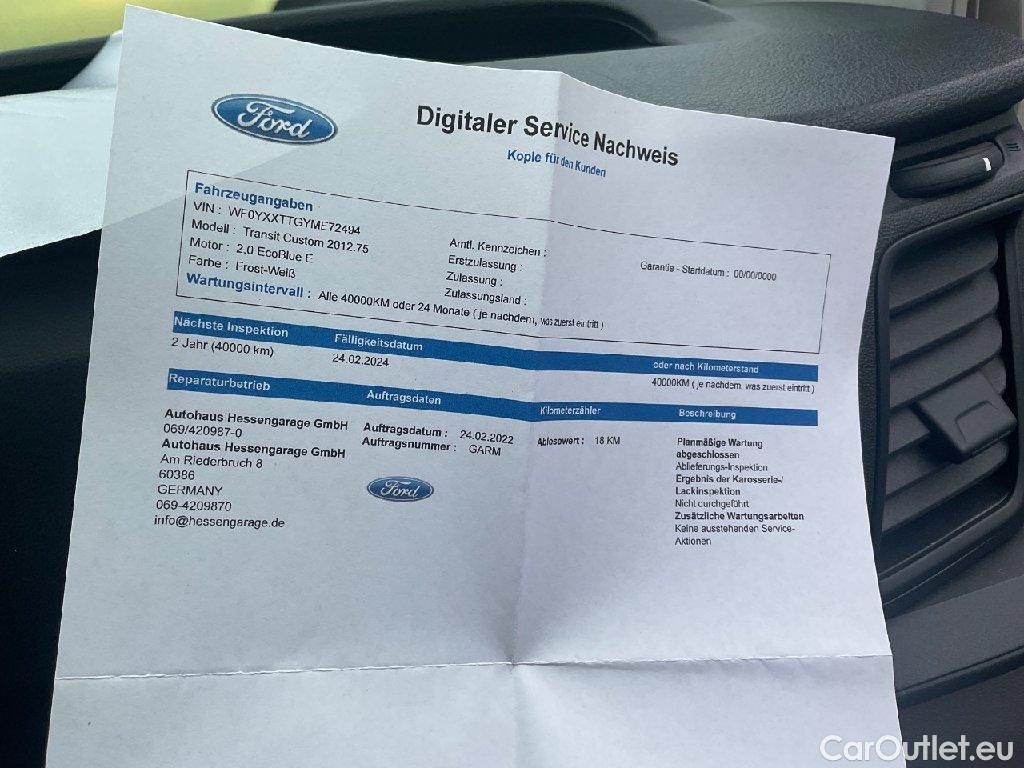 Ford
Digitaler Service Nachweis
Kopie für den Kunden
Fahrzeugangaben
VIN : WF0YXXTTGYME72494
Modell : Transit Custom 2012.75
Motor : 2.0 EcoBlue E
Farbe : Frost-Weiß
Amtl. Kennzeichen :
Erstzulassung :
Zulassung :
Zulassungsland :
Garantie - Startdatum : 00/00/0000
Wartungsintervall : Alle 40000KM oder 24 Monate ( je nachdem, was zuerst eintritt )
Nächste Inspektion Fälligkeitsdatum oder nach Kilometerstand
2 Jahr (40000 km) 24.02.2024 40000KM ( je nachdem, was zuerst eintritt )
Reparaturbetrieb Auftragsdaten Kilometerzähler Beschreibung
Autohaus Hessengarage GmbH
069/420987-0
Autohaus Hessengarage GmbH
Am Riederbruch 8
60386
GERMANY
069-4209870
info@hessengarage.de
Auftragsdatum : 24.02.2022
Auftragsnummer : GARM
Ford
Ablesewert : 18 KM
Planmäßige Wartung
abgeschlossen
Ablieferungs-Inspektion
Ergebnis der Karosserie-/
Lackinspektion
Nicht durchgeführt
Zusätzliche Wartungsarbeiten
Keine ausstehenden Service-
Aktionen
CarOutlet.eu